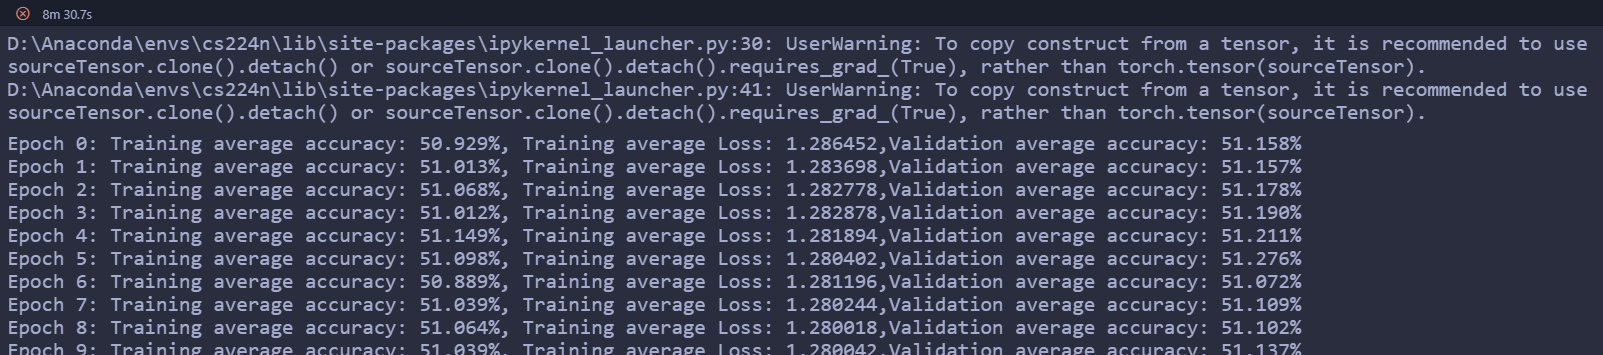 8m 30.7s
D:\Anaconda\envs\cs224n\lib\site-packages\ipykernel_launcher.py:30: UserWarning: To copy construct from a tensor, it is recommended to use
sourceTensor.clone().detach() or sourceTensor.clone().detach().requires_grad_(True), rather than torch.tensor(sourceTensor).
D:\Anaconda\envs\cs224n\lib\site-packages\ipykernel_launcher.py:41: UserWarning: To copy construct from a tensor, it is recommended to use
sourceTensor.clone().detach() or sourceTensor.clone().detach().requires_grad_(True), rather than torch.tensor(sourceTensor).
Epoch 0: Training average accuracy: 50.929%, Training average Loss: 1.286452,Validation average accuracy: 51.158%
Epoch 1: Training average accuracy: 51.013%, Training average Loss: 1.283698,Validation average accuracy: 51.157%
Epoch 2: Training average accuracy: 51.068%, Training average Loss: 1.282778,Validation average accuracy: 51.178%
Epoch 3: Training average accuracy: 51.012%, Training average Loss: 1.282878,Validation average accuracy: 51.190%
Epoch 4: Training average accuracy: 51.149%, Training average Loss: 1.281894,Validation average accuracy: 51.211%
Epoch 5: Training average accuracy: 51.098%, Training average Loss: 1.280402,Validation average accuracy: 51.276%
Epoch 6: Training average accuracy: 50.889%, Training average Loss: 1.281196,Validation average accuracy: 51.072%
Epoch 7: Training average accuracy: 51.039%, Training average Loss: 1.280244,Validation average accuracy: 51.109%
Epoch 8: Training average accuracy: 51.064%, Training average Loss: 1.280018,Validation average accuracy: 51.102%
Epoch 9: Training average accuracy: 51.039%, Training average Loss: 1.280042,Validation average accuracy: 51.137%